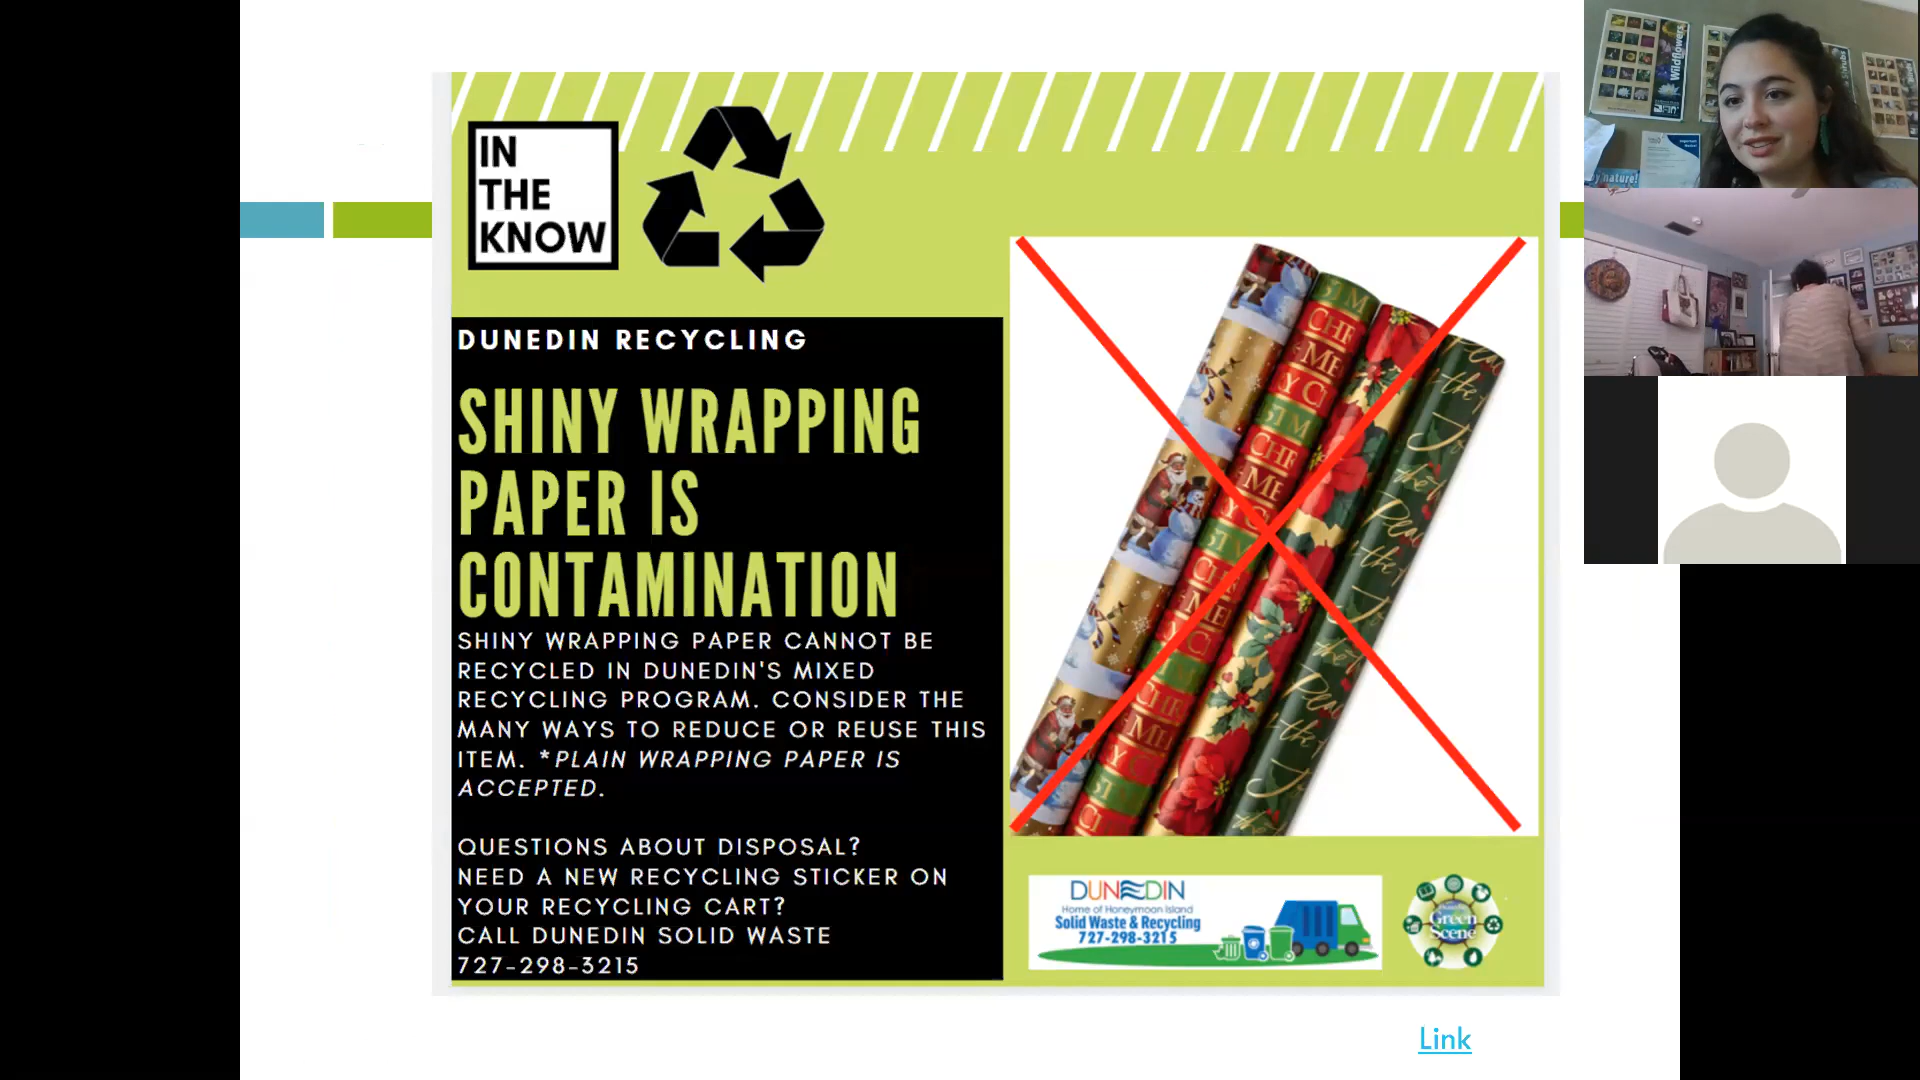 IN
THE
KNOW
DUNEDIN RECYCLING
SHINY WRAPPING
PAPER IS
CONTAMINATION
SHINY WRAPPING PAPER CANNOT BE
RECYCLED IN DUNEDIN'S MIXED
RECYCLING PROGRAM. CONSIDER THE
MANY WAYS TO REDUCE OR REUSE THIS
ITEM. *PLAIN WRAPPING PAPER IS
ACCEPTED.
QUESTIONS ABOUT DISPOSAL?
NEED A NEW RECYCLING STICKER ON
YOUR RECYCLING CART?
CALL DUNEDIN SOLID WASTE
727-298-3215
DUNEDIN
Home of Honeymoon Island
Solid Waste & Recycling
727-298-3215
Green
Scene
Link
Wildflowers
by nature!